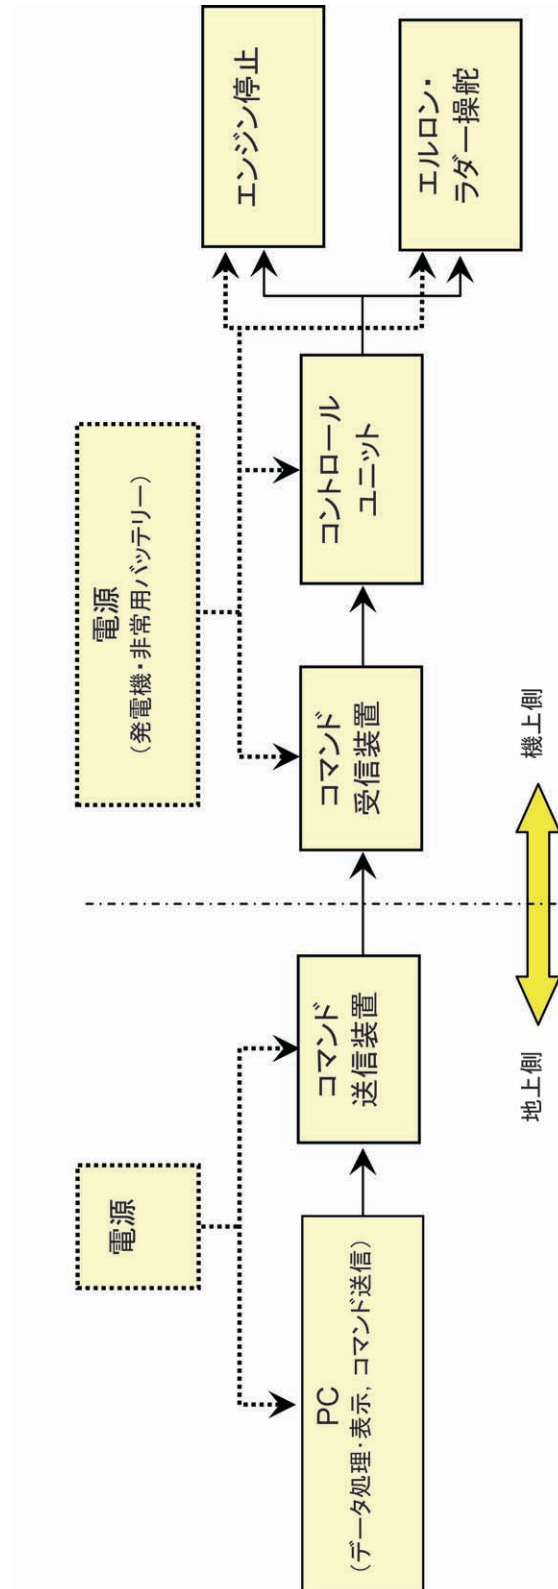 電源
PC
（データ処理・表示，コマンド送信）
コマンド
送信装置
地上側
機上側
電源
（発電機・非常用バッテリー）
コマンド
受信装置
コントロール
ユニット
エンジン停止
エルロン・
ラダー操舵